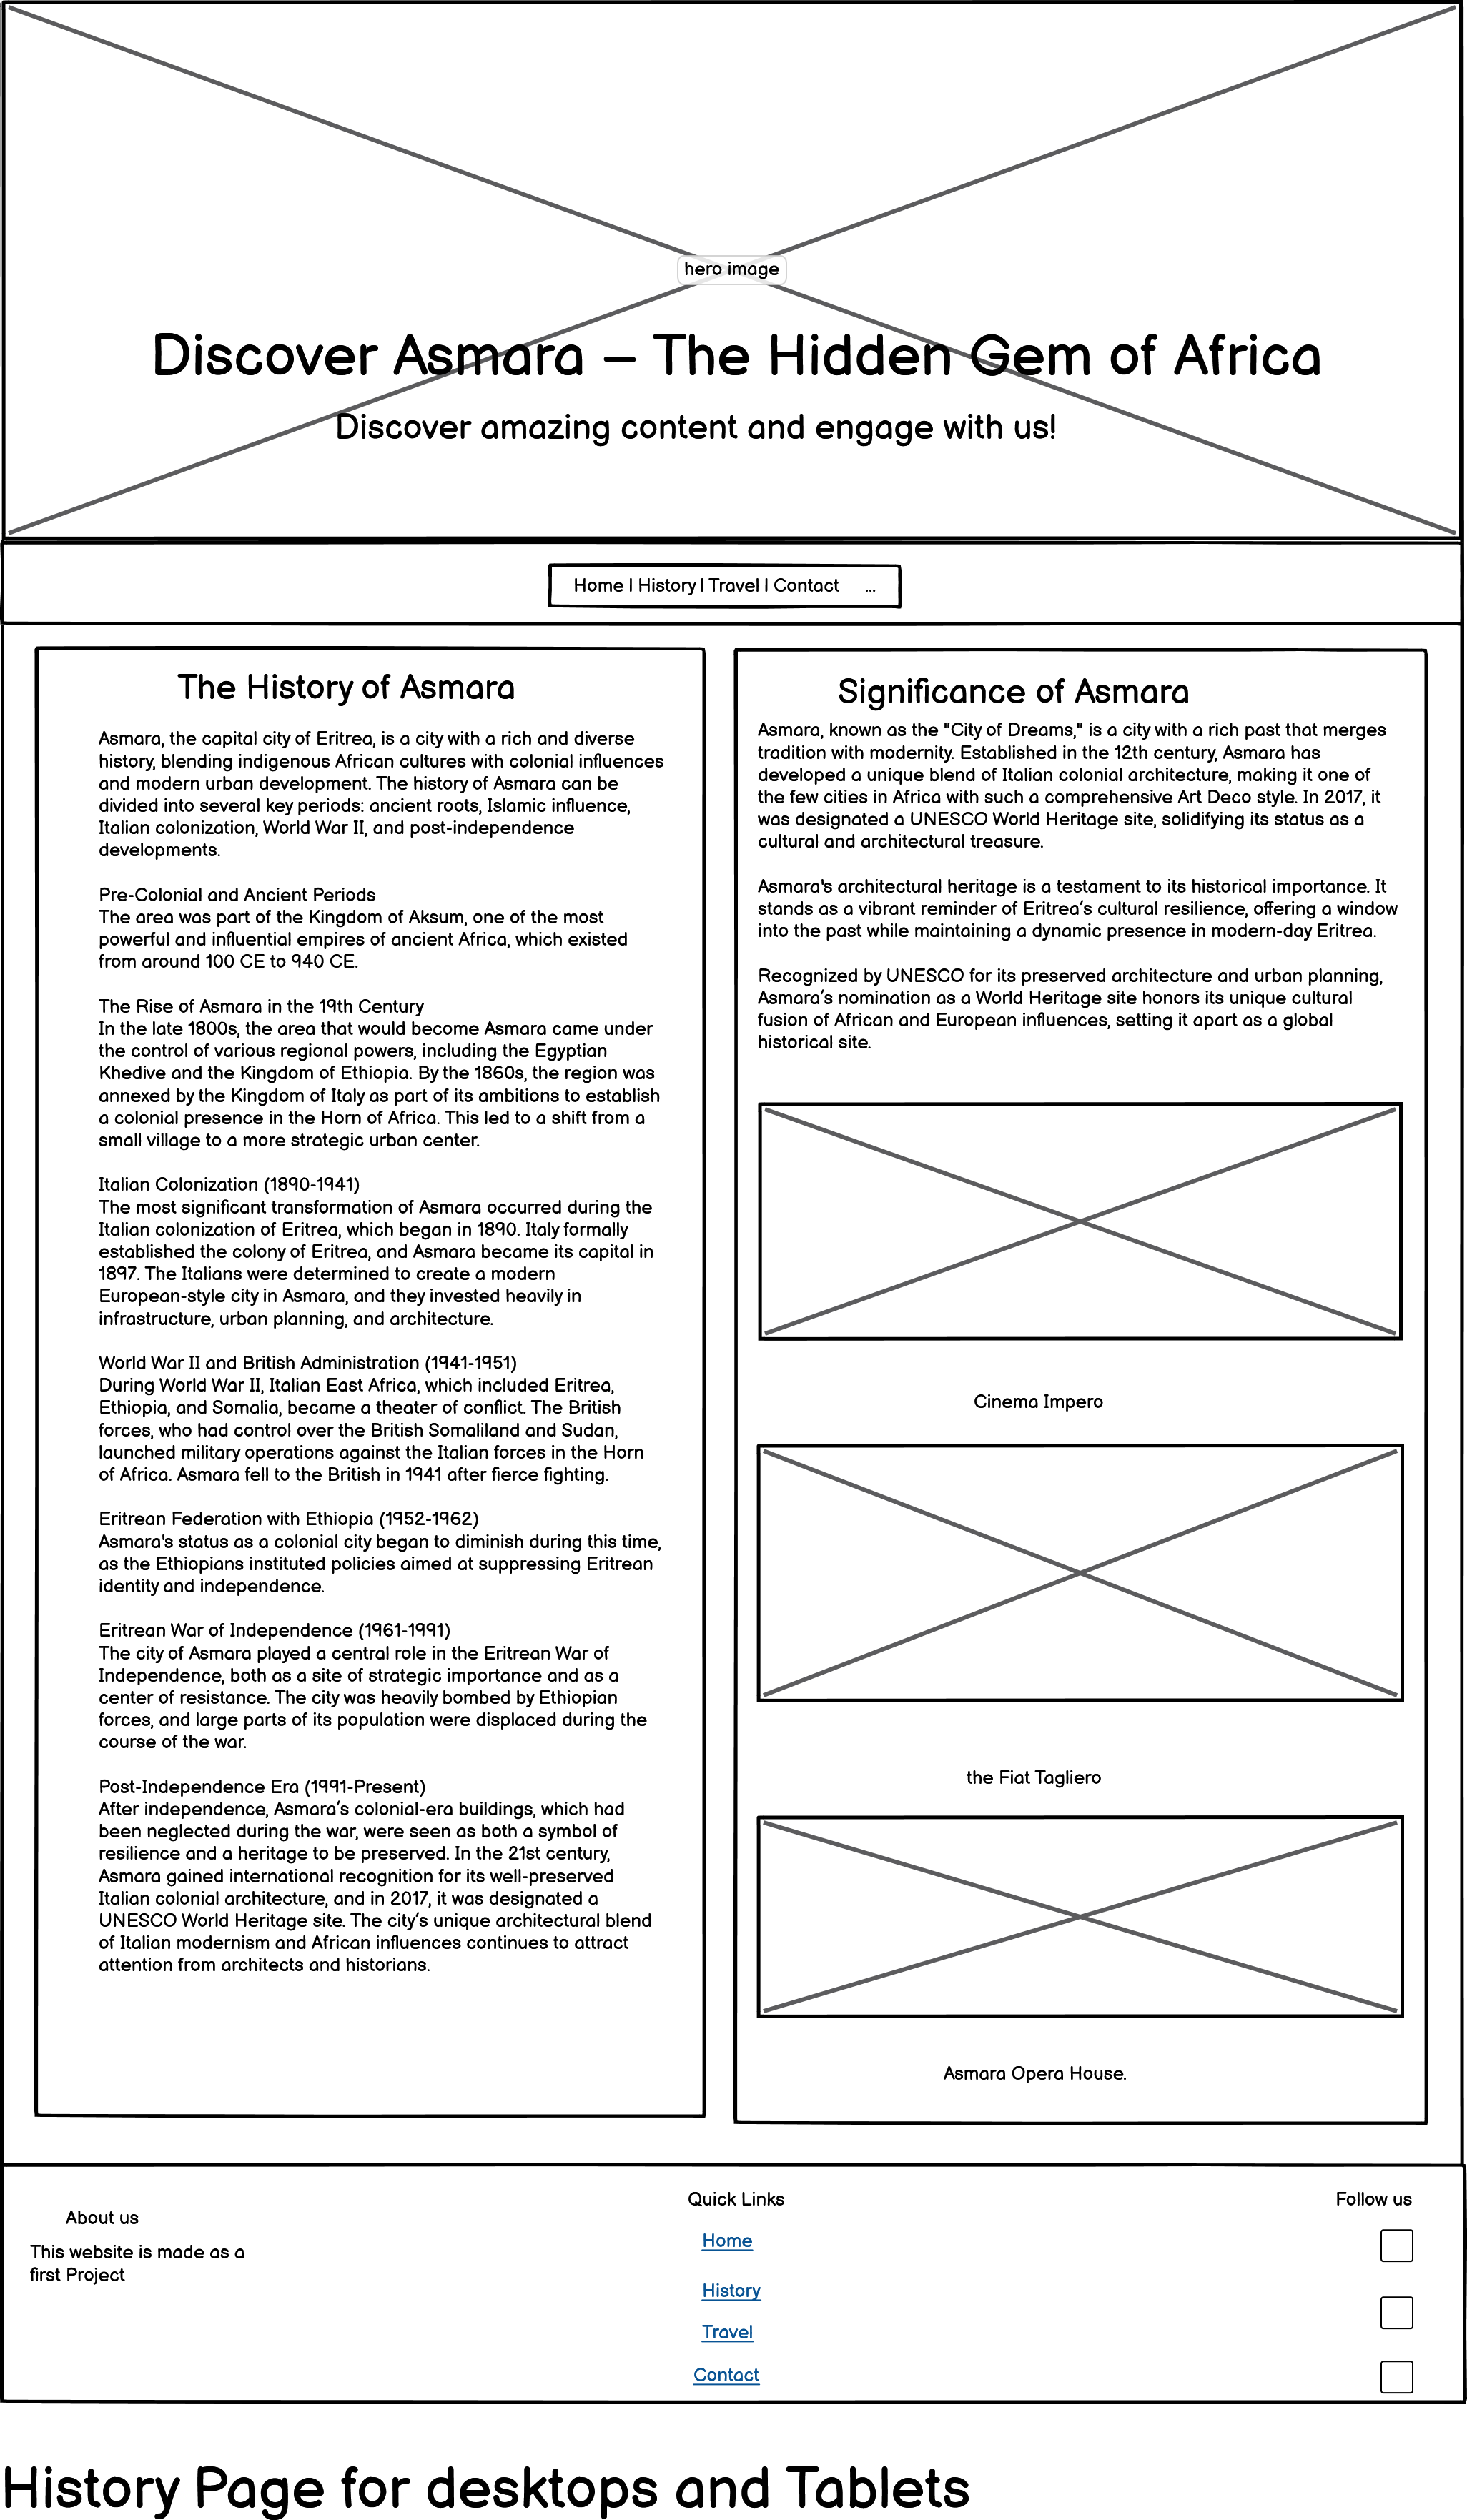 hero image
Discover Asmara – The Hidden Gem of Africa
Discover amazing content and engage with us!
Home | History | Travel | Contact ...
The History of Asmara
Asmara, the capital city of Eritrea, is a city with a rich and diverse
history, blending indigenous African cultures with colonial influences
and modern urban development. The history of Asmara can be
divided into several key periods: ancient roots, Islamic influence,
Italian colonization, World War II, and post-independence
developments.
Pre-Colonial and Ancient Periods
The area was part of the Kingdom of Aksum, one of the most
powerful and influential empires of ancient Africa, which existed
from around 100 CE to 940 CE.
The Rise of Asmara in the 19th Century
In the late 1800s, the area that would become Asmara came under
the control of various regional powers, including the Egyptian
Khedive and the Kingdom of Ethiopia. By the 1860s, the region was
annexed by the Kingdom of Italy as part of its ambitions to establish
a colonial presence in the Horn of Africa. This led to a shift from a
small village to a more strategic urban center.
Italian Colonization (1890-1941)
The most significant transformation of Asmara occurred during the
Italian colonization of Eritrea, which began in 1890. Italy formally
established the colony of Eritrea, and Asmara became its capital in
1897. The Italians were determined to create a modern
European-style city in Asmara, and they invested heavily in
infrastructure, urban planning, and architecture.
World War II and British Administration (1941-1951)
During World War II, Italian East Africa, which included Eritrea,
Ethiopia, and Somalia, became a theater of conflict. The British
forces, who had control over the British Somaliland and Sudan,
launched military operations against the Italian forces in the Horn
of Africa. Asmara fell to the British in 1941 after fierce fighting.
Eritrean Federation with Ethiopia (1952-1962)
Asmara's status as a colonial city began to diminish during this time,
as the Ethiopians instituted policies aimed at suppressing Eritrean
identity and independence.
Eritrean War of Independence (1961-1991)
The city of Asmara played a central role in the Eritrean War of
Independence, both as a site of strategic importance and as a
center of resistance. The city was heavily bombed by Ethiopian
forces, and large parts of its population were displaced during the
course of the war.
Post-Independence Era (1991-Present)
After independence, Asmara’s colonial-era buildings, which had
been neglected during the war, were seen as both a symbol of
resilience and a heritage to be preserved. In the 21st century,
Asmara gained international recognition for its well-preserved
Italian colonial architecture, and in 2017, it was designated a
UNESCO World Heritage site. The city’s unique architectural blend
of Italian modernism and African influences continues to attract
attention from architects and historians.
Significance of Asmara
Asmara, known as the "City of Dreams," is a city with a rich past that merges
tradition with modernity. Established in the 12th century, Asmara has
developed a unique blend of Italian colonial architecture, making it one of
the few cities in Africa with such a comprehensive Art Deco style. In 2017, it
was designated a UNESCO World Heritage site, solidifying its status as a
cultural and architectural treasure.
Asmara's architectural heritage is a testament to its historical importance. It
stands as a vibrant reminder of Eritrea’s cultural resilience, offering a window
into the past while maintaining a dynamic presence in modern-day Eritrea.
Recognized by UNESCO for its preserved architecture and urban planning,
Asmara’s nomination as a World Heritage site honors its unique cultural
fusion of African and European influences, setting it apart as a global
historical site.
Cinema Impero
the Fiat Tagliero
Asmara Opera House.
About us
This website is made as a
first Project
Quick Links
Home
History
Travel
Contact
Follow us
History Page for desktops and Tablets